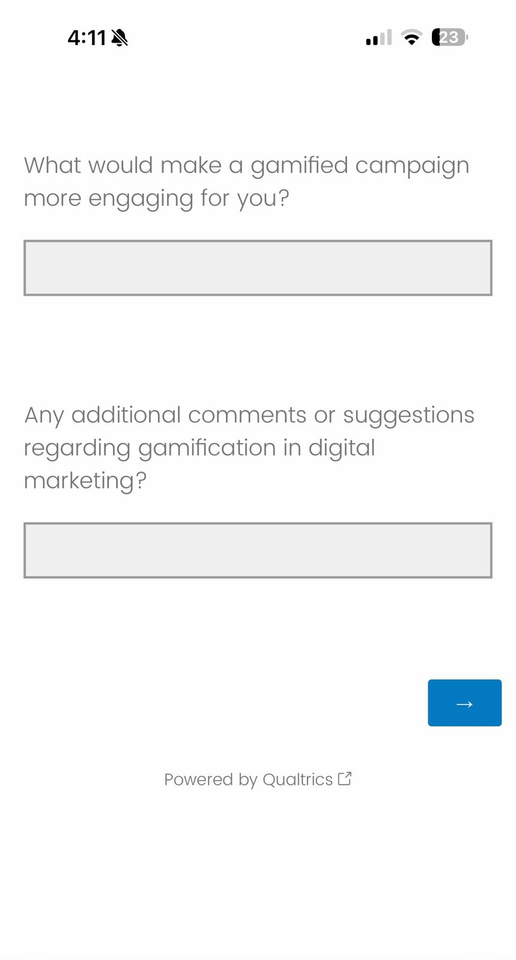 4:11
23
What would make a gamified campaign
more engaging for you?
Any additional comments or suggestions
regarding gamification in digital
marketing?
→
Powered by Qualtrics